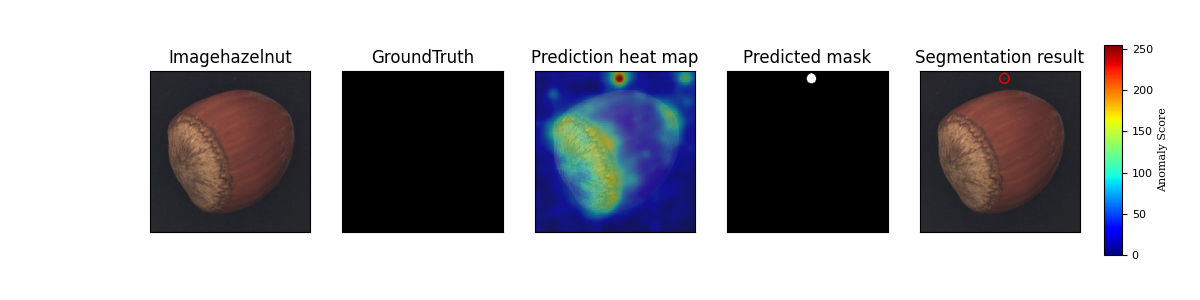 Imagehazelnut
GroundTruth
Prediction heat map
Predicted mask
Segmentation result
250
200
150
100
50
0
Anomaly Score